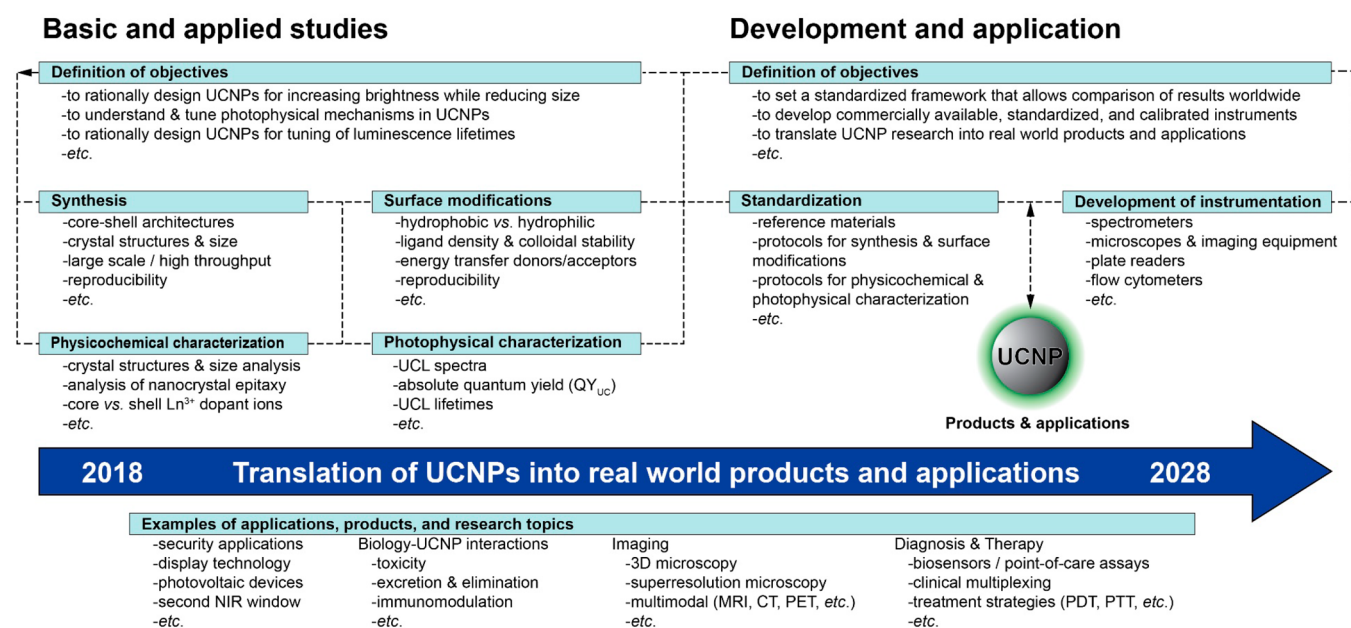 Basic and applied studies
Definition of objectives
-to rationally design UCNPs for increasing brightness while reducing size
-to understand & tune photophysical mechanisms in UCNPs
-to rationally design UCNPs for tuning of luminescence lifetimes
-etc.
Synthesis
-core-shell architectures
-crystal structures & size
-large scale / high throughput
-reproducibility
-etc.
Surface modifications
-hydrophobic vs. hydrophilic
-ligand density & colloidal stability
-energy transfer donors/acceptors
-reproducibility
-etc.
Physicochemical characterization
-crystal structures & size analysis
-analysis of nanocrystal epitaxy
-core vs. shell Ln³⁺ dopant ions
-etc.
Photophysical characterization
-UCL spectra
-absolute quantum yield (QY_UC)
-UCL lifetimes
-etc.
Development and application
Definition of objectives
-to set a standardized framework that allows comparison of results worldwide
-to develop commercially available, standardized, and calibrated instruments
-to translate UCNP research into real world products and applications
-etc.
Standardization
-reference materials
-protocols for synthesis & surface
modifications
-protocols for physicochemical &
photophysical characterization
-etc.
Development of instrumentation
-spectrometers
-microscopes & imaging equipment
-plate readers
-flow cytometers
-etc.
UCNP
Products & applications
2018 Translation of UCNPs into real world products and applications 2028
Examples of applications, products, and research topics
-security applications
-display technology
-photovoltaic devices
-second NIR window
-etc.
Biology-UCNP interactions
-toxicity
-excretion & elimination
-immunomodulation
-etc.
Imaging
-3D microscopy
-superresolution microscopy
-multimodal (MRI, CT, PET, etc.)
-etc.
Diagnosis & Therapy
-biosensors / point-of-care assays
-clinical multiplexing
-treatment strategies (PDT, PTT, etc.)
-etc.